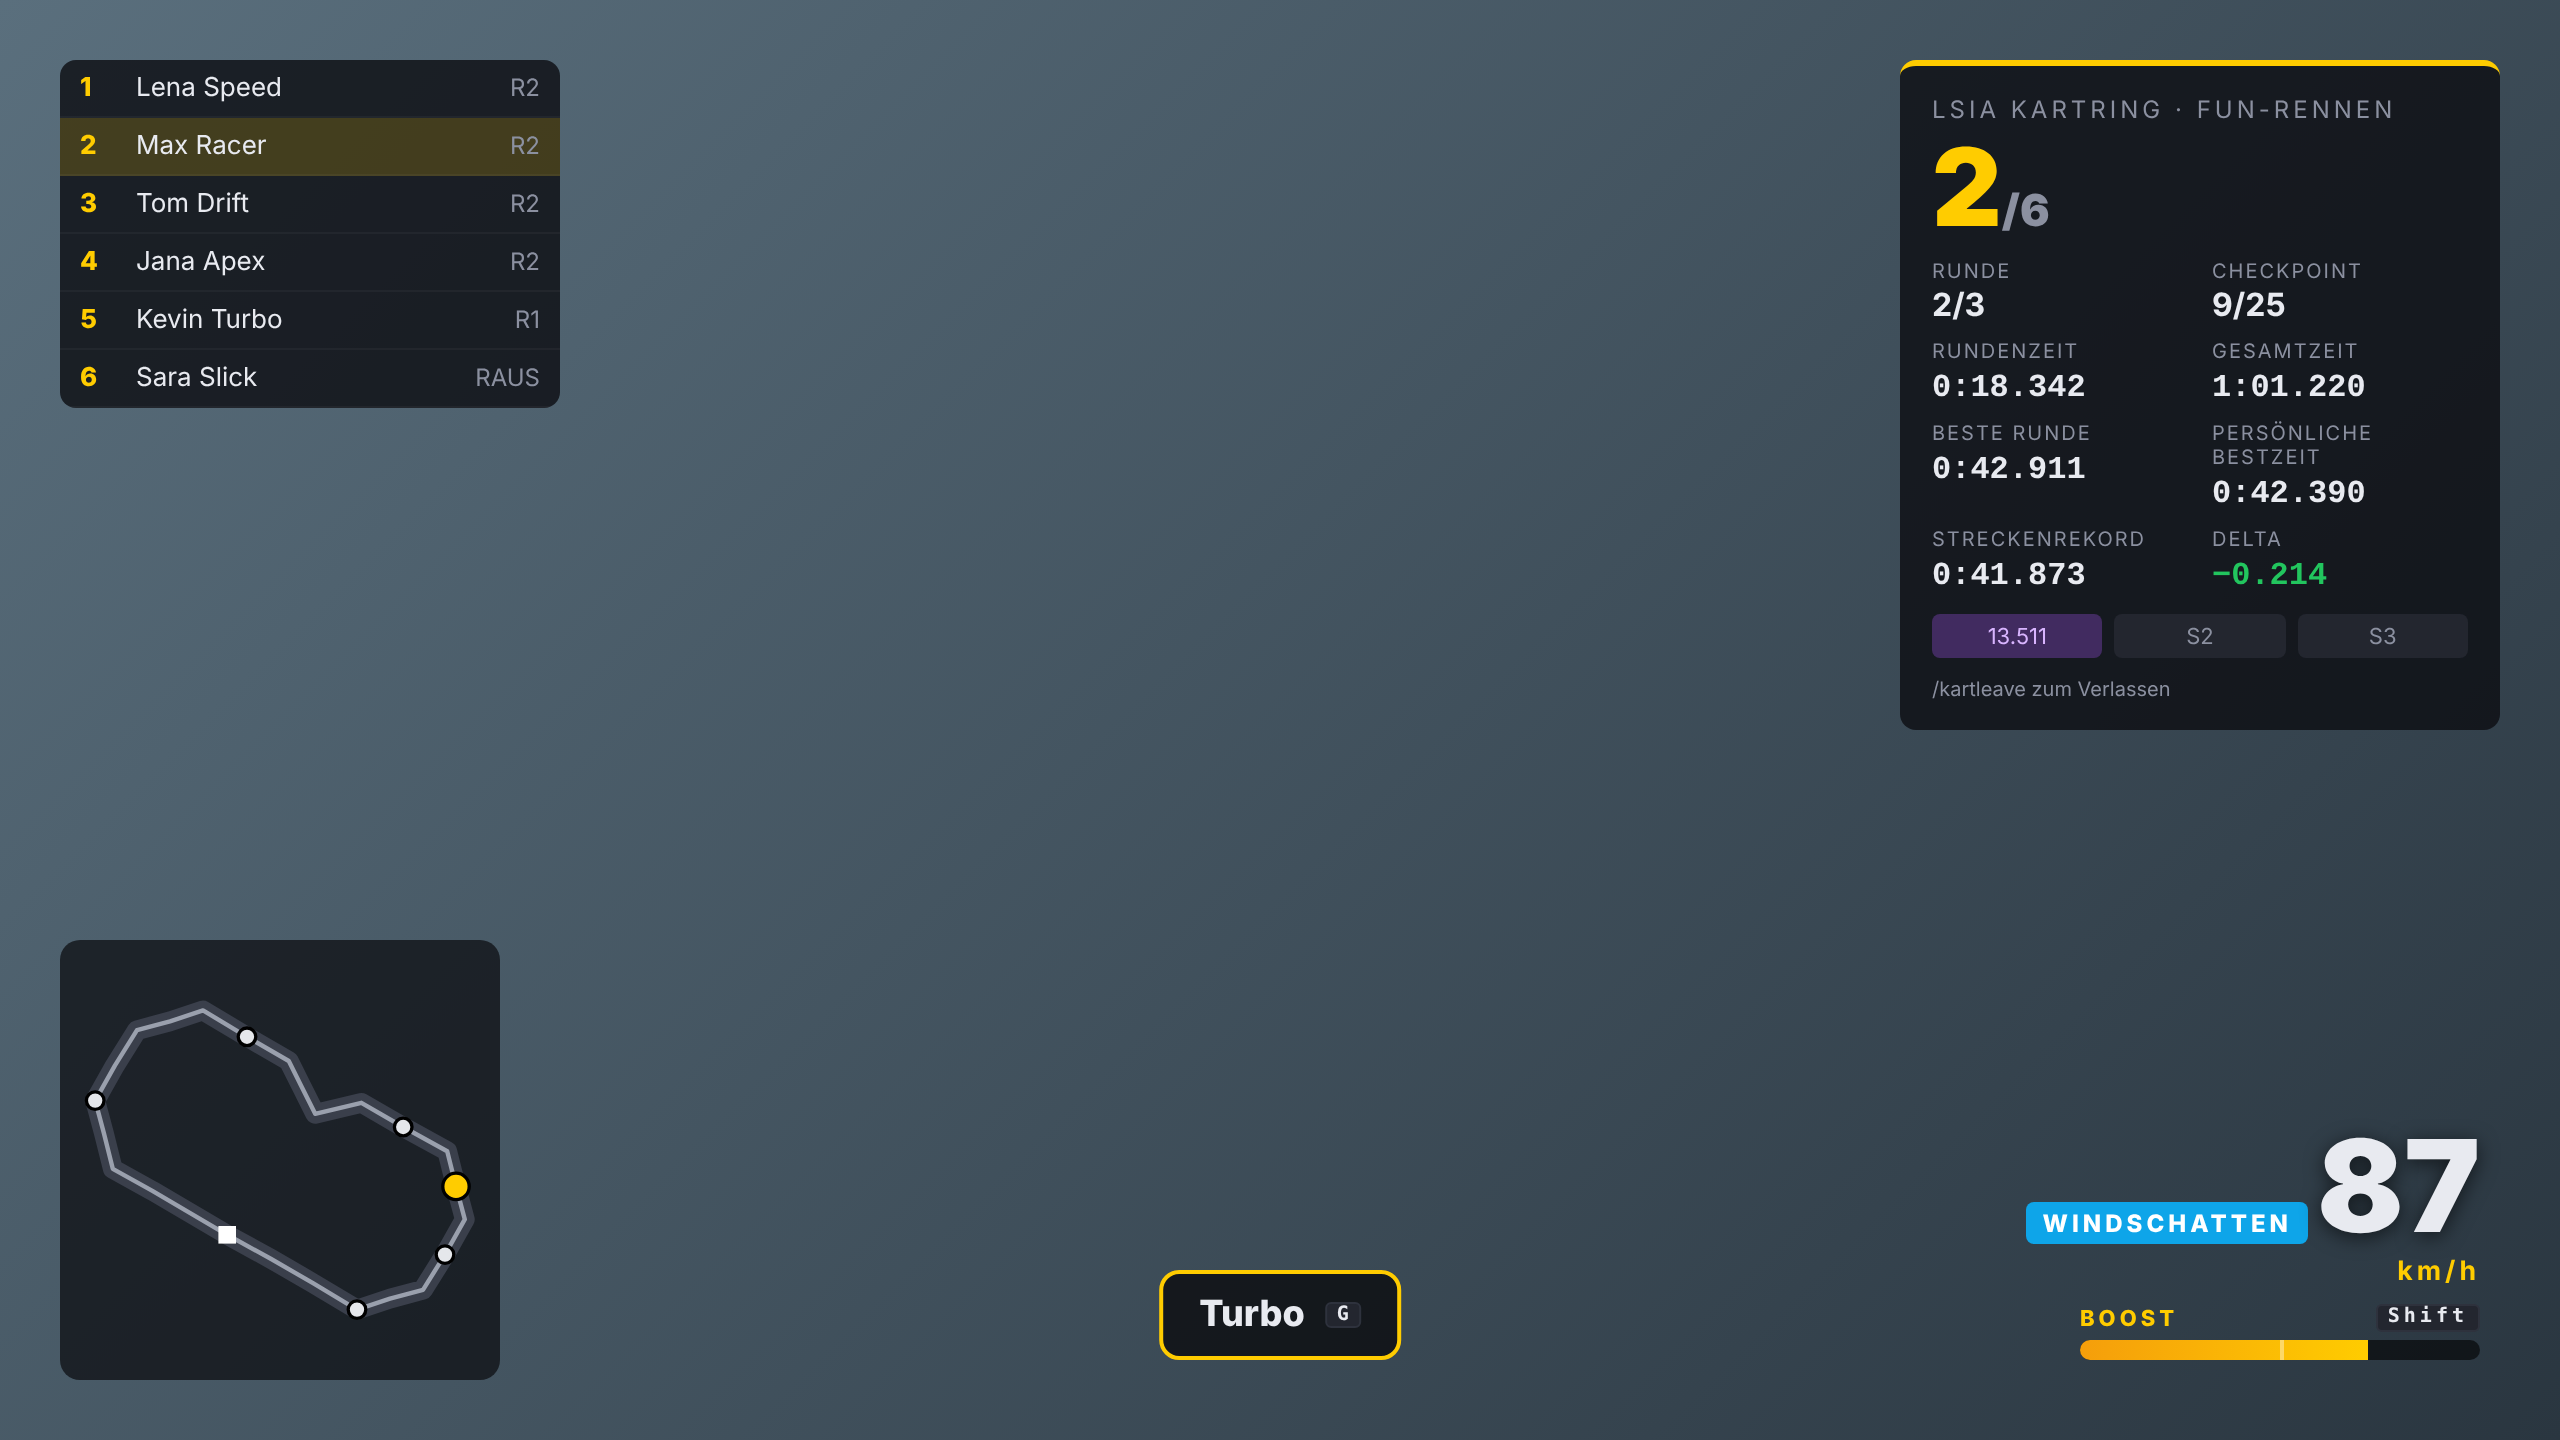 1 Lena Speed R2
2 Max Racer R2
3 Tom Drift R2
4 Jana Apex R2
5 Kevin Turbo R1
6 Sara Slick RAUS
LSIA KARTRING · FUN-RENNEN
2/6
RUNDE CHECKPOINT
2/3 9/25
RUNDENZEIT GESAMTZEIT
0:18.342 1:01.220
BESTE RUNDE PERSÖNLICHE BESTZEIT
0:42.911 0:42.390
STRECKENREKORD DELTA
0:41.873 −0.214
13.511 S2 S3
/kartleave zum Verlassen
WINDSCHATTEN 87
km/h
BOOST Shift
Turbo G